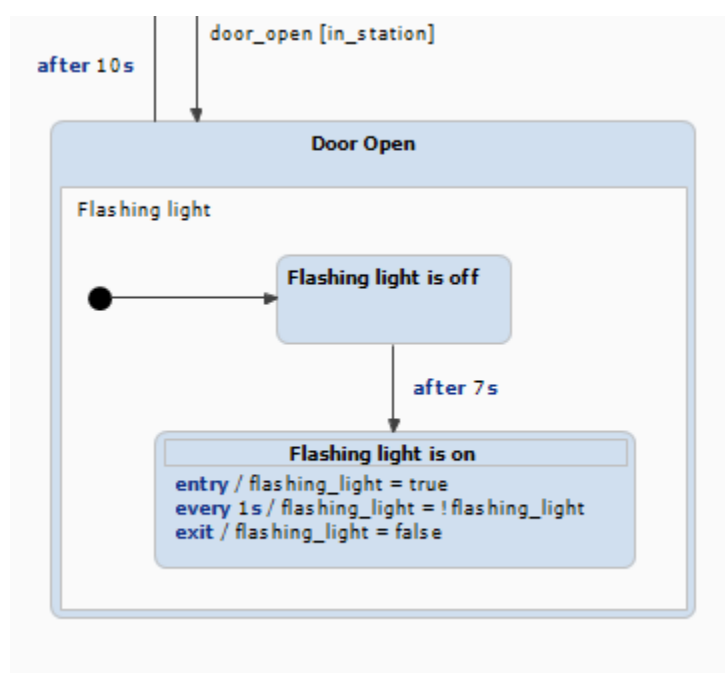 door_open [in_station]
after 10s
Door Open
Flashing light
Flashing light is off
after 7s
Flashing light is on
entry / flashing_light = true
every 1s / flashing_light = !flashing_light
exit / flashing_light = false